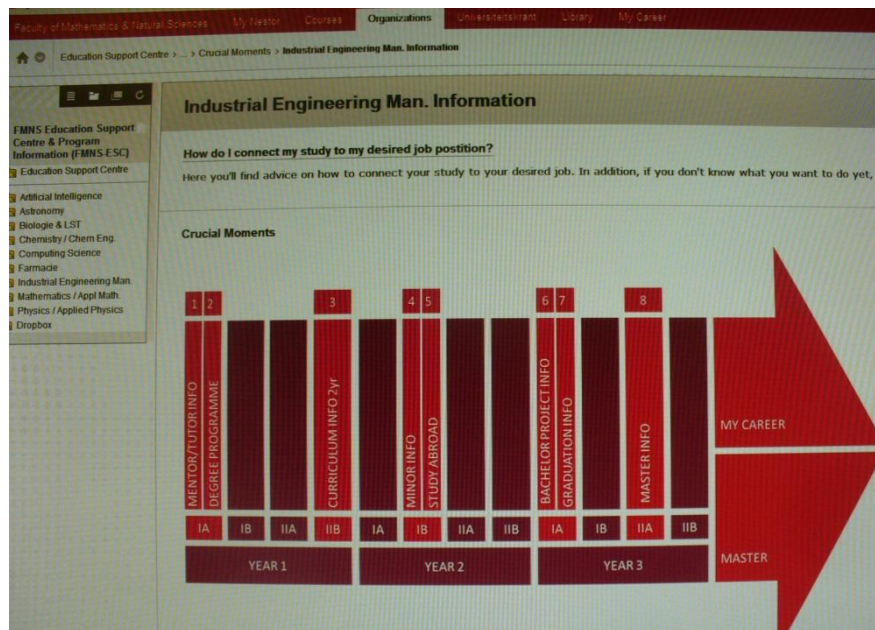 Faculty of Mathematics & Natural Sciences My Nestor Courses Organizations Universiteitskrant Library My Career
Education Support Centre > ... > Crucial Moments > Industrial Engineering Man. Information
FMNS Education Support
Centre & Program
Information (FMNS-ESC)
Education Support Centre
Artificial Intelligence
Astronomy
Biologie & LST
Chemistry / Chem Eng.
Computing Science
Farmacie
Industrial Engineering Man.
Mathematics / Appl Math.
Physics / Applied Physics
Dropbox
Industrial Engineering Man. Information
How do I connect my study to my desired job postition?
Here you'll find advice on how to connect your study to your desired job. In addition, if you don't know what you want to do yet,
Crucial Moments
1 2 3 4 5 6 7 8
MENTOR/TUTOR INFO
DEGREE PROGRAMME
CURRICULUM INFO 2yr
MINOR INFO
STUDY ABROAD
BACHELOR PROJECT INFO
GRADUATION INFO
MASTER INFO
MY CAREER
IA IB IIA IIB IA IB IIA IIB IA IB IIA IIB
YEAR 1 YEAR 2 YEAR 3
MASTER